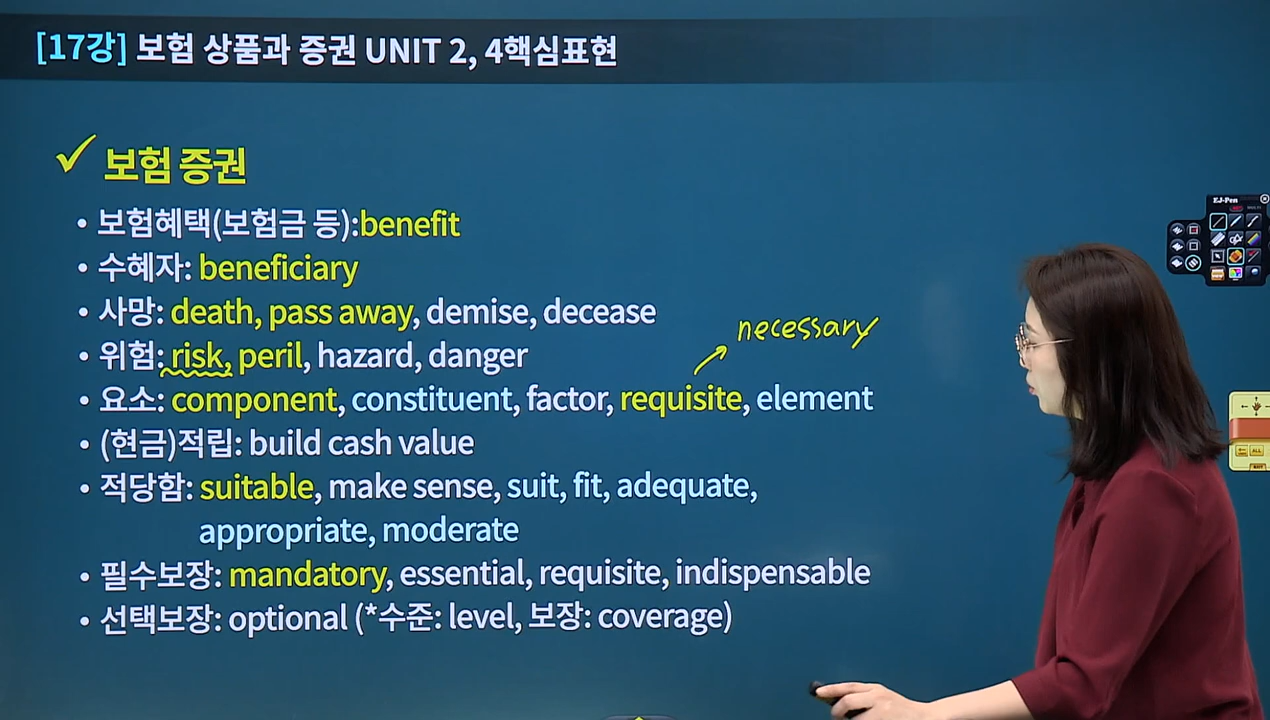 [17강] 보험 상품과 증권 UNIT 2, 4핵심표현
보험 증권
• 보험혜택(보험금 등):benefit
• 수혜자: beneficiary
• 사망: death, pass away, demise, decease
necessary
• 위험: risk, peril, hazard, danger
• 요소: component, constituent, factor, requisite, element
• (현금)적립: build cash value
• 적당함: suitable, make sense, suit, fit, adequate,
appropriate, moderate
• 필수보장: mandatory, essential, requisite, indispensable
• 선택보장: optional (*수준: level, 보장: coverage)
EJ-Pen
ALL